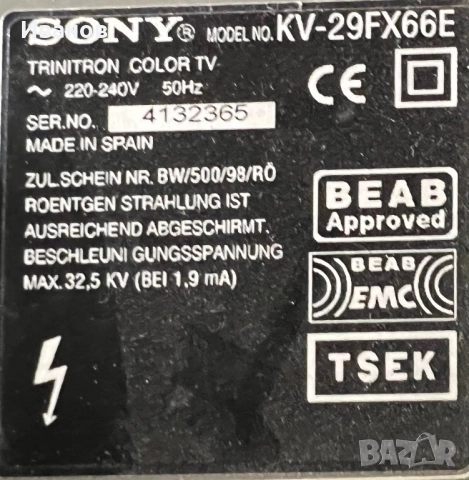 SONY® MODEL NO. KV-29FX66E
TRINITRON COLOR TV
~ 220-240V 50Hz
SER.NO. 4132365
MADE IN SPAIN
ZUL.SCHEIN NR. BW/500/98/RÖ
ROENTGEN STRAHLUNG IST
AUSREICHEND ABGESCHIRMT.
BESCHLEUNI GUNGSSPANNUNG
MAX. 32,5 KV (BEI 1,9 mA)
CE
BEAB
Approved
BEAB
EMC
TSEK
BAZAR